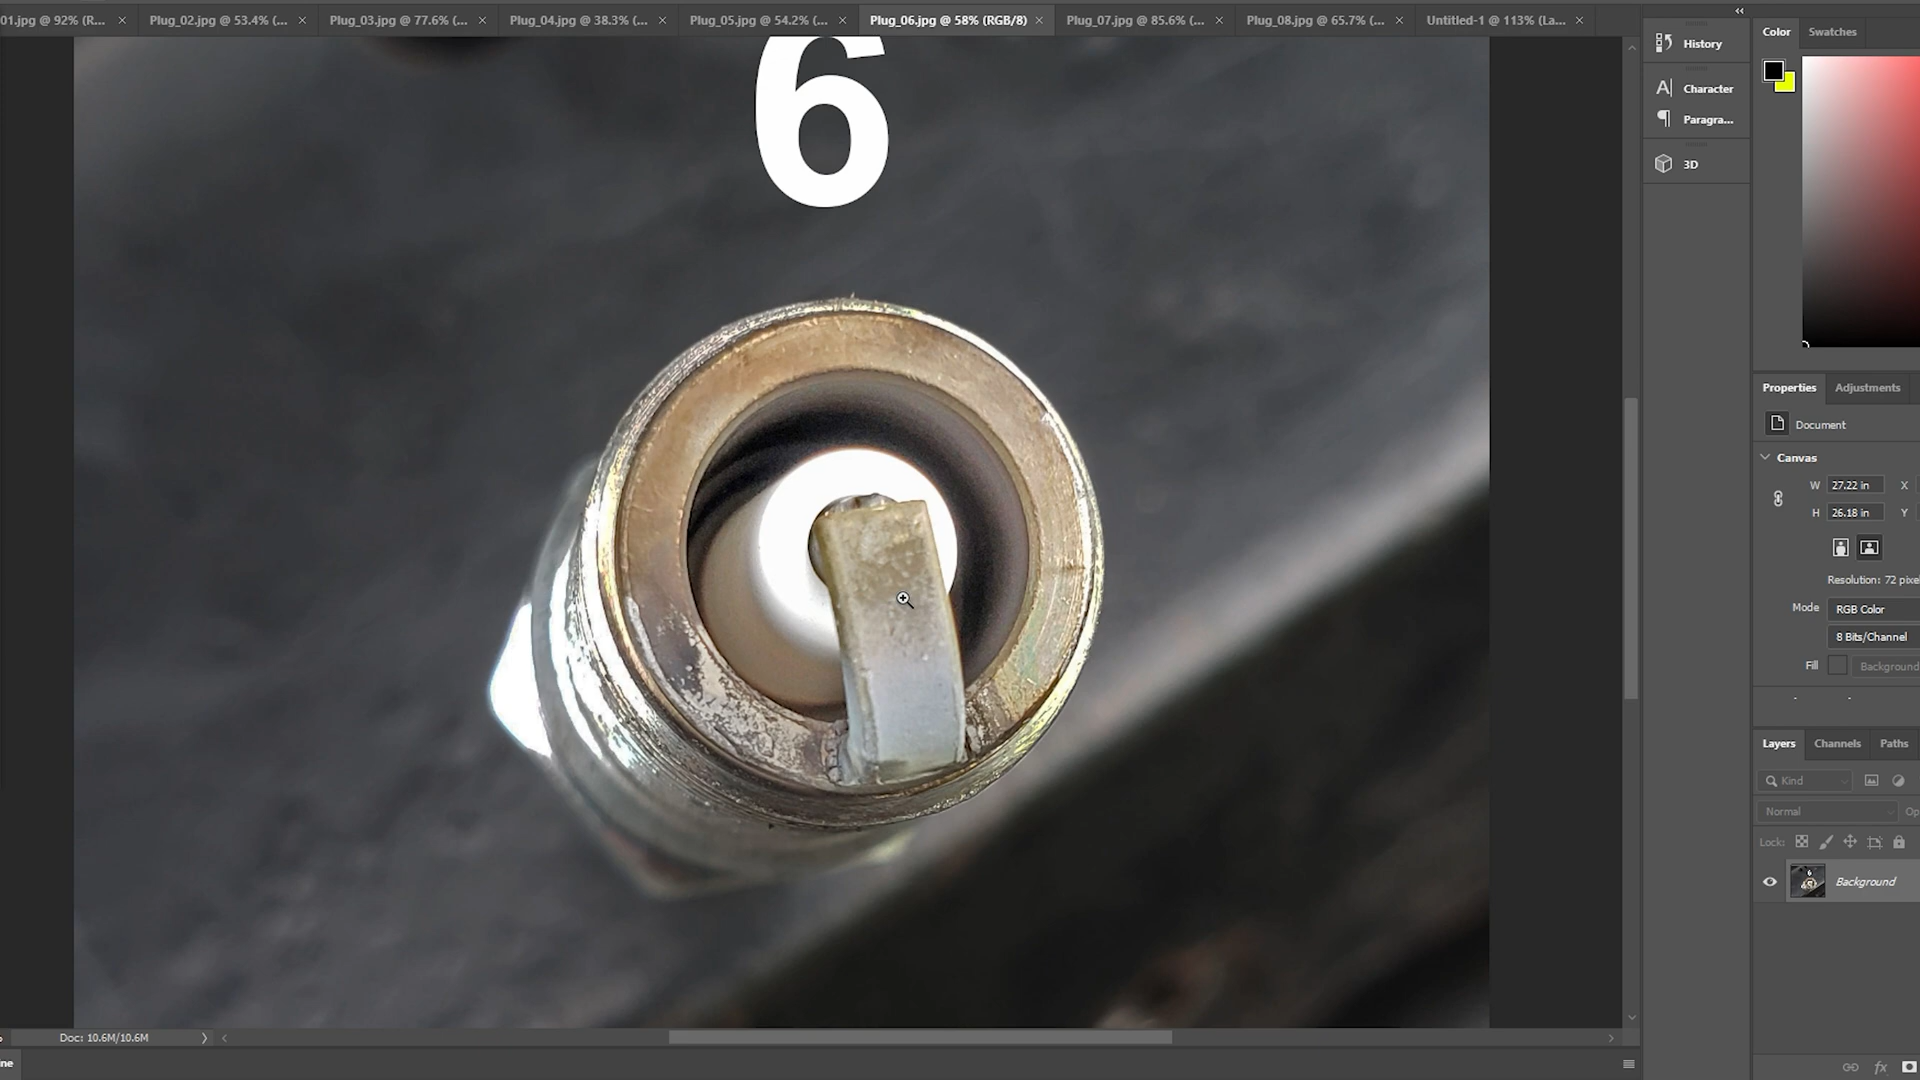 01.jpg @ 92% (R...
Plug_02.jpg @ 53.4% (...
Plug_03.jpg @ 77.6% (...
Plug_04.jpg @ 38.3% (...
Plug_05.jpg @ 54.2% (...
Plug_06.jpg @ 58% (RGB/8)
Plug_07.jpg @ 85.6% (...
Plug_08.jpg @ 65.7% (...
Untitled-1 @ 113% (La...
6
History
Character
Paragra...
3D
Color
Swatches
Properties
Adjustments
Document
Canvas
W 27.22 in X
H 26.18 in Y
Resolution: 72 pixe
Mode RGB Color
8 Bits/Channel
Fill Background
Layers
Channels
Paths
Kind
Normal Op
Lock:
Background
fx
Doc: 10.6M/10.6M
ne